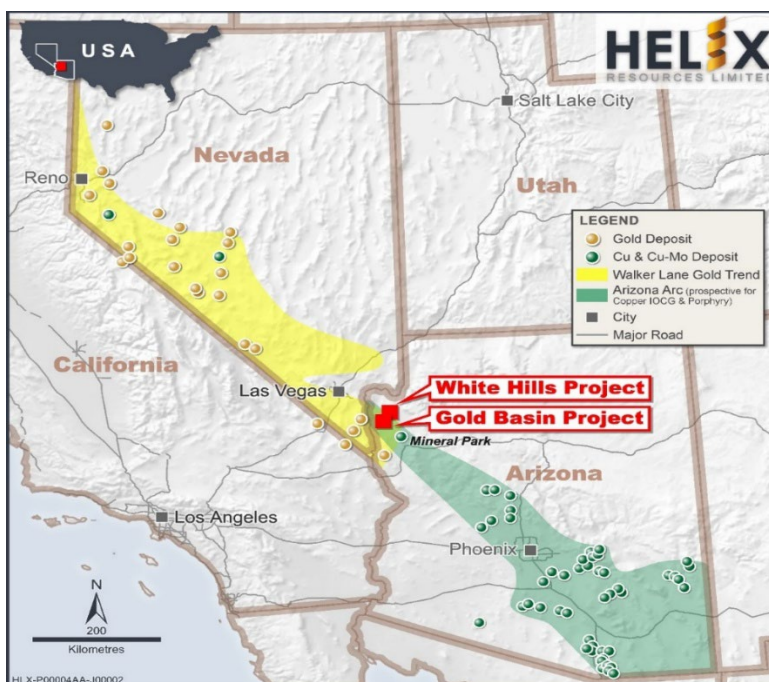 USA
HELIX
RESOURCES LIMITED
Salt Lake City
Nevada
Reno
Utah
LEGEND
Gold Deposit
Cu & Cu-Mo Deposit
Walker Lane Gold Trend
Arizona Arc (prospective for
Copper IOCG & Porphyry)
City
Major Road
California
Las Vegas
White Hills Project
Gold Basin Project
Mineral Park
Arizona
Los Angeles
Phoenix
N
200
Kilometres
HLX-P00004AA-J00002